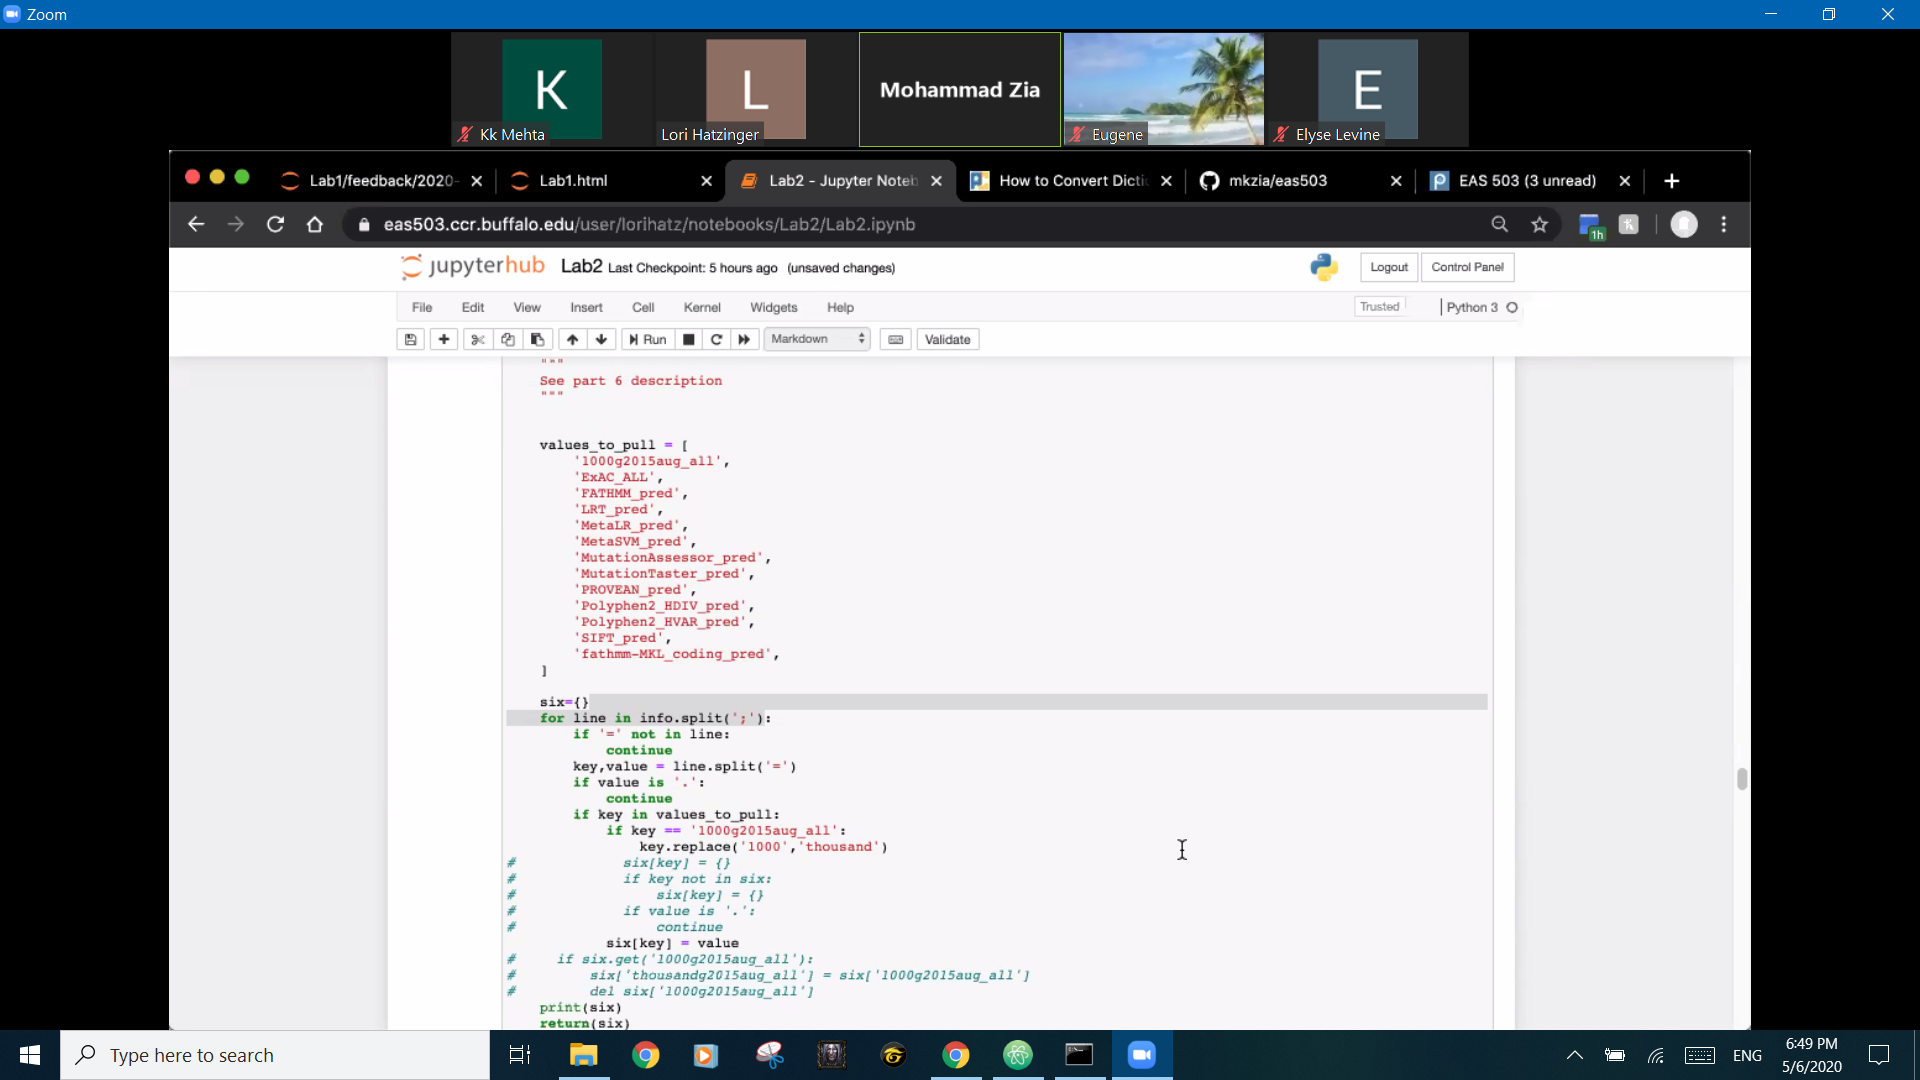 Zoom
K
Kk Mehta
L
Lori Hatzinger
Mohammad Zia
Eugene
E
Elyse Levine
Lab1/feedback/2020-
Lab1.html
Lab2 - Jupyter Noteb
How to Convert Dictio
mkzia/eas503
EAS 503 (3 unread)
eas503.ccr.buffalo.edu/user/lorihatz/notebooks/Lab2/Lab2.ipynb
1h
jupyterhub Lab2 Last Checkpoint: 5 hours ago (unsaved changes)
Logout
Control Panel
File Edit View Insert Cell Kernel Widgets Help
Trusted
Python 3
Run
Markdown
Validate
"""
See part 6 description
"""
values_to_pull = [
'1000g2015aug_all',
'ExAC_ALL',
'FATHMM_pred',
'LRT_pred',
'MetaLR_pred',
'MetaSVM_pred',
'MutationAssessor_pred',
'MutationTaster_pred',
'PROVEAN_pred',
'Polyphen2_HDIV_pred',
'Polyphen2_HVAR_pred',
'SIFT_pred',
'fathmm-MKL_coding_pred',
]
six={}
for line in info.split(';'):
if '=' not in line:
continue
key,value = line.split('=')
if value is '.':
continue
if key in values_to_pull:
if key == '1000g2015aug_all':
key.replace('1000','thousand')
# six[key] = {}
# if key not in six:
# six[key] = {}
# if value is '.':
# continue
six[key] = value
# if six.get('1000g2015aug_all'):
# six['thousandg2015aug_all'] = six['1000g2015aug_all']
# del six['1000g2015aug_all']
print(six)
return(six)
Type here to search
ENG
6:49 PM
5/6/2020